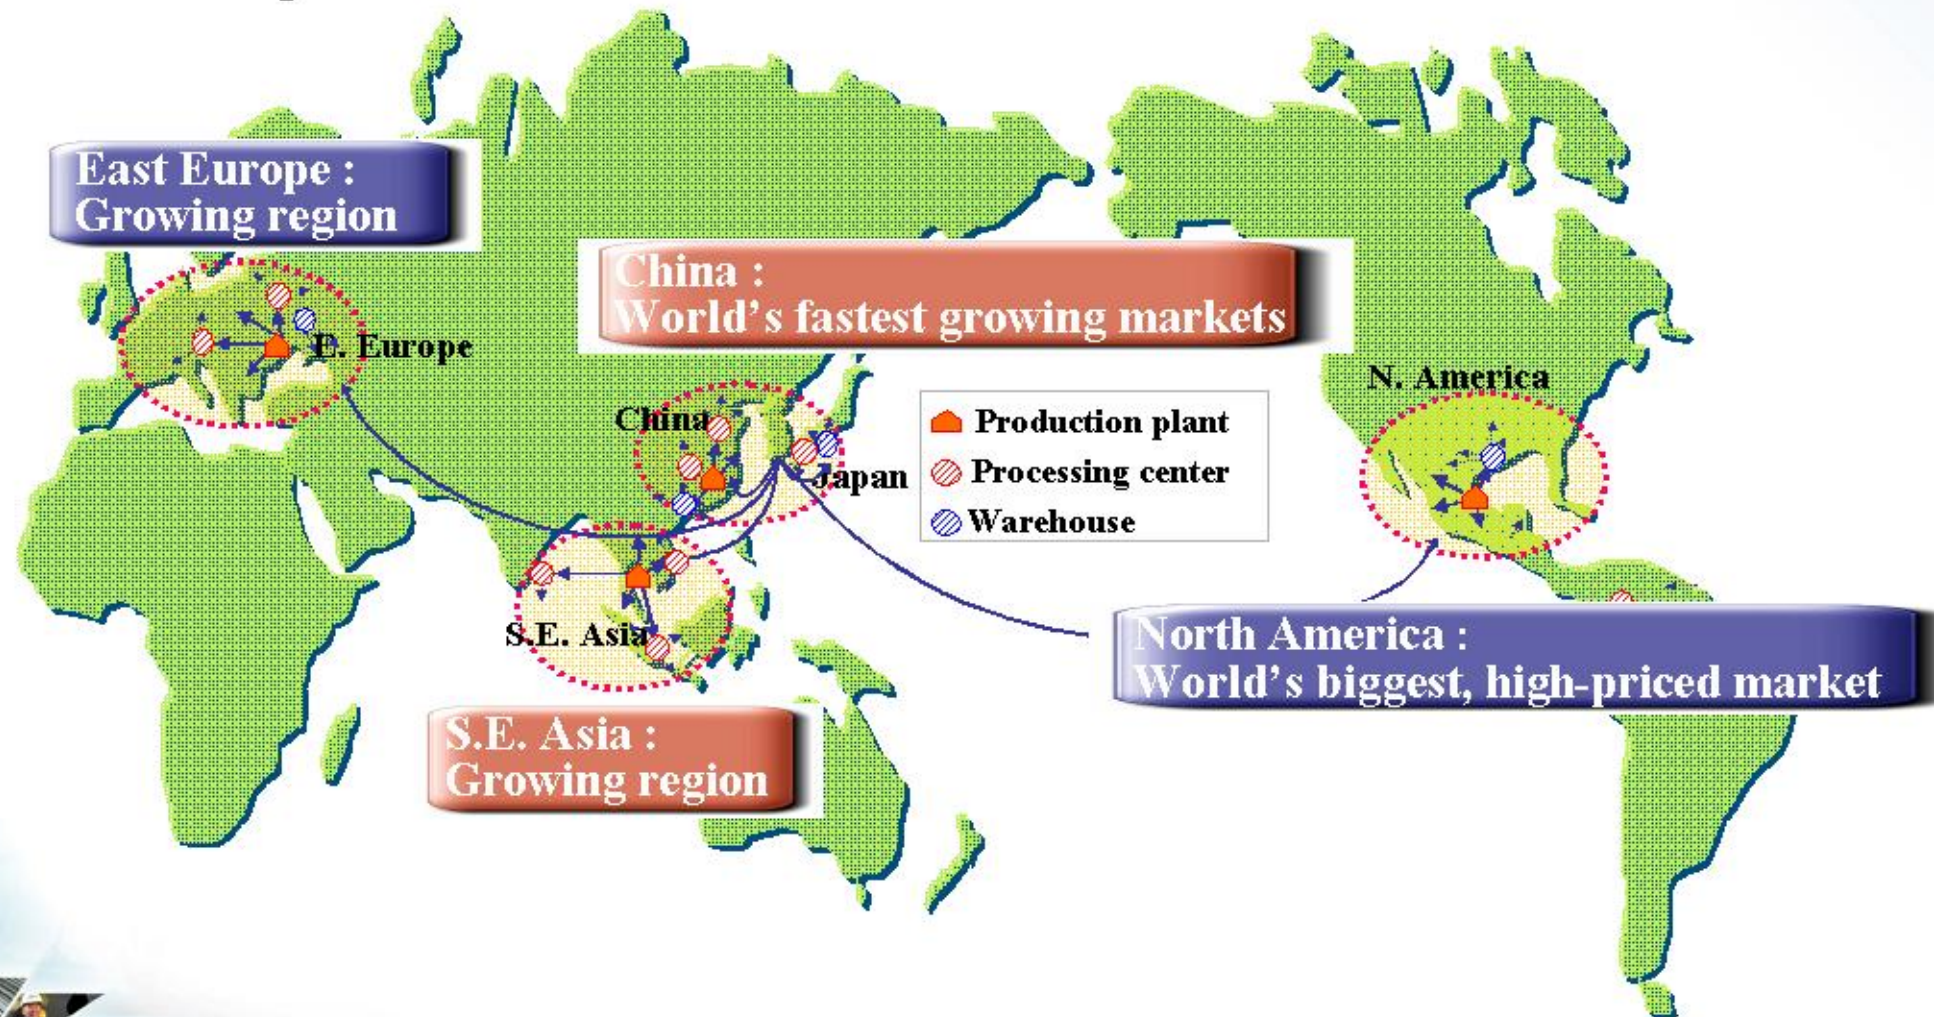 East Europe :
Growing region
China :
World's fastest growing markets
E. Europe
N. America
China
Japan
Production plant
Processing center
Warehouse
S.E. Asia
North America :
World's biggest, high-priced market
S.E. Asia :
Growing region